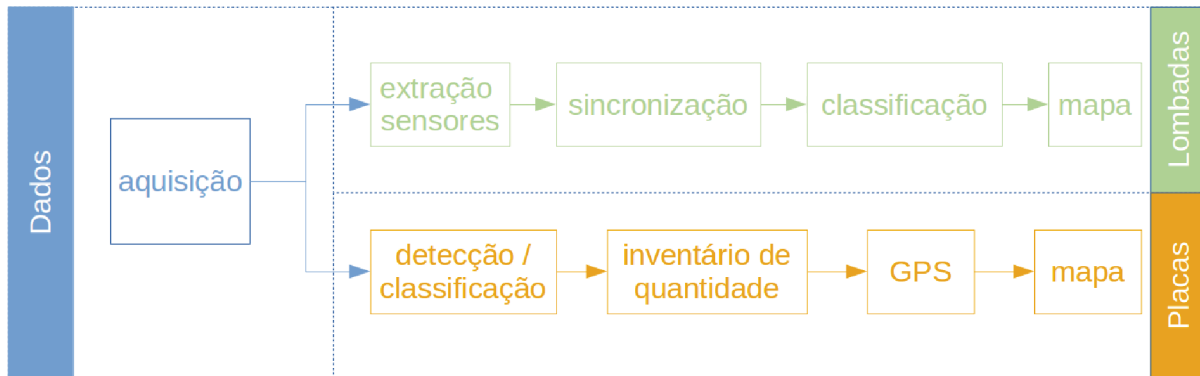 Dados
aquisição
extração
sensores
sincronização
classificação
mapa
Lombadas
detecção /
classificação
inventário de
quantidade
GPS
mapa
Placas